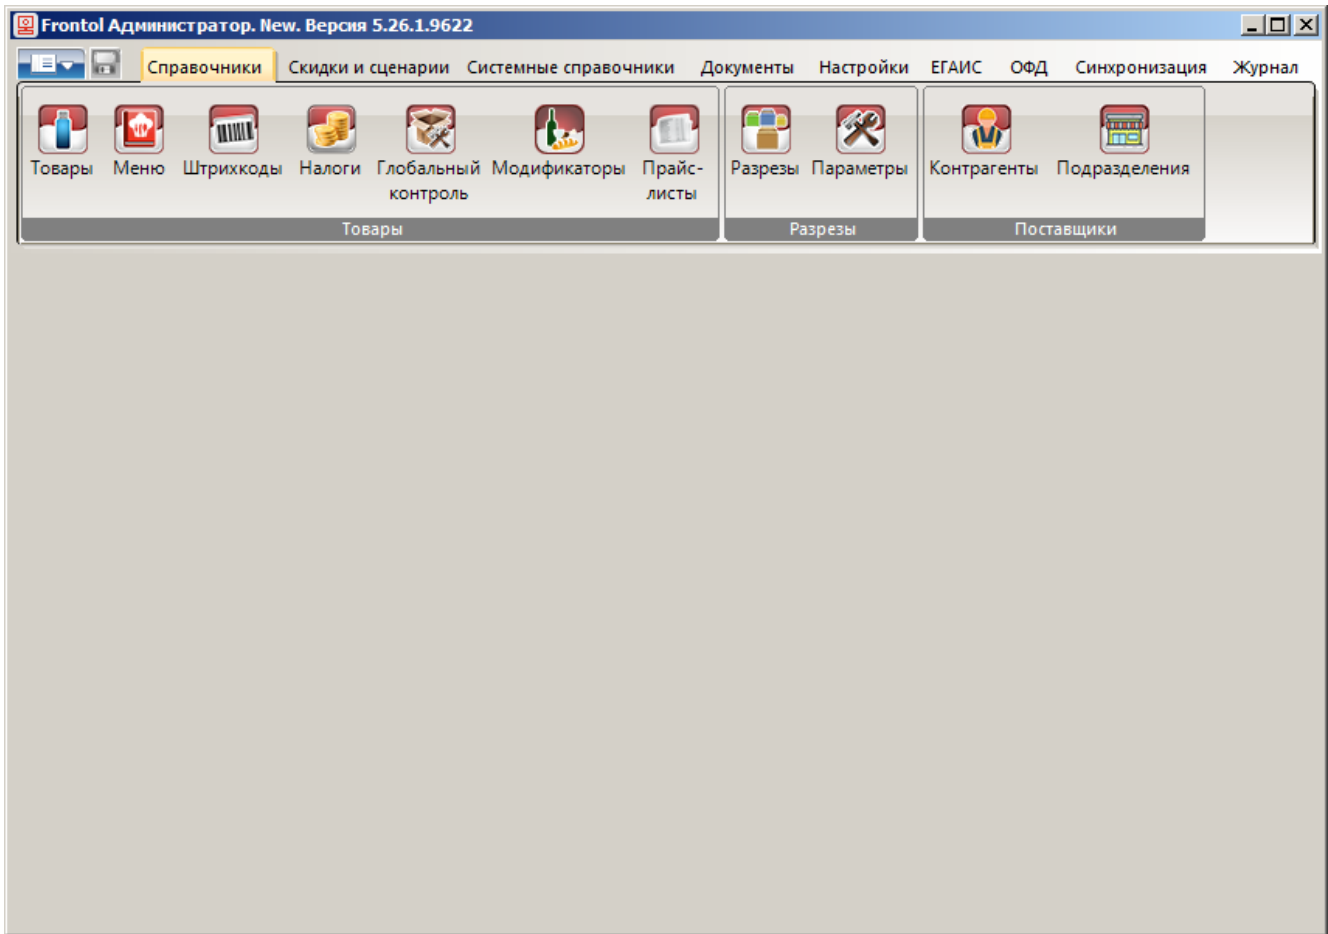 Frontol Администратор. New. Версия 5.26.1.9622
Справочники Скидки и сценарии Системные справочники Документы Настройки ЕГАИС ОФД Синхронизация Журнал
Товары Меню Штрихкоды Налоги Глобальный Модификаторы Прайс- Разрезы Параметры Контрагенты Подразделения
контроль листы
Товары Разрезы Поставщики